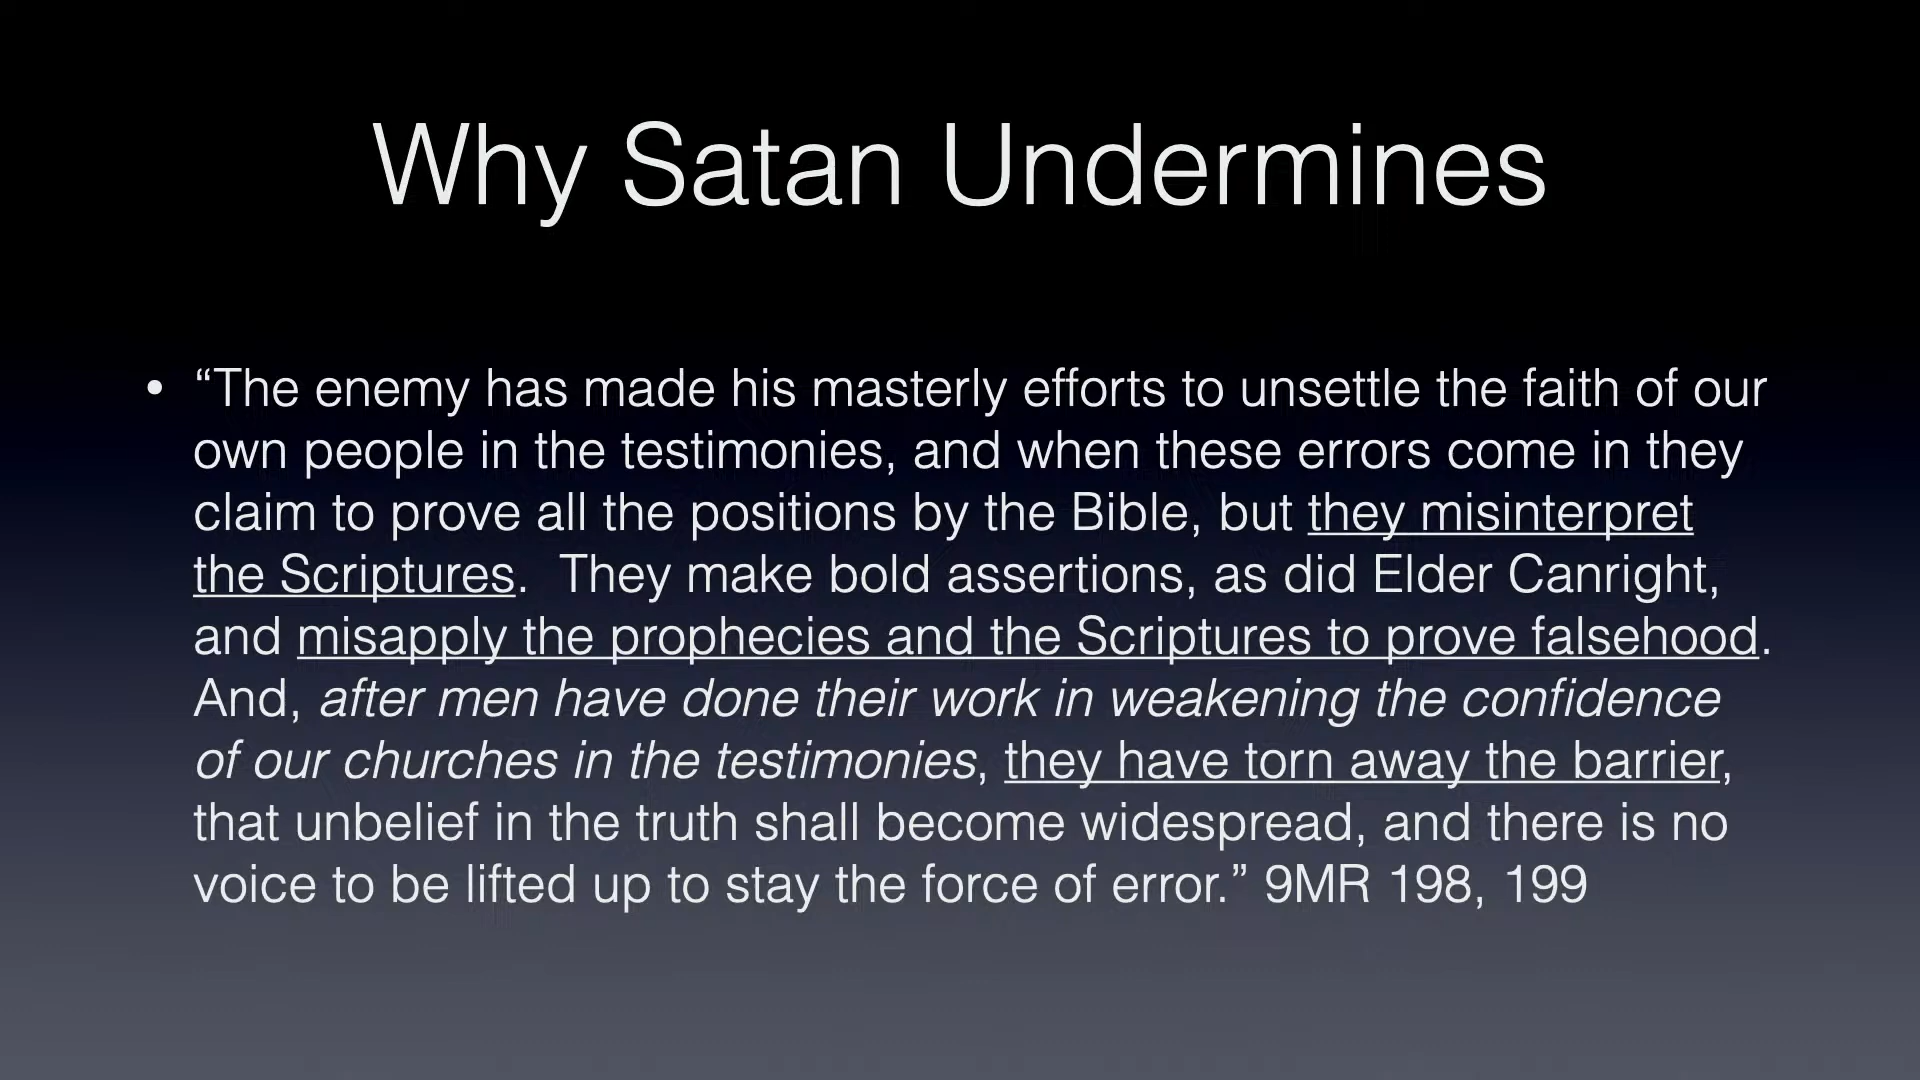 Why Satan Undermines
• “The enemy has made his masterly efforts to unsettle the faith of our
own people in the testimonies, and when these errors come in they
claim to prove all the positions by the Bible, but they misinterpret
the Scriptures.  They make bold assertions, as did Elder Canright,
and misapply the prophecies and the Scriptures to prove falsehood.
And, after men have done their work in weakening the confidence
of our churches in the testimonies, they have torn away the barrier,
that unbelief in the truth shall become widespread, and there is no
voice to be lifted up to stay the force of error.” 9MR 198, 199